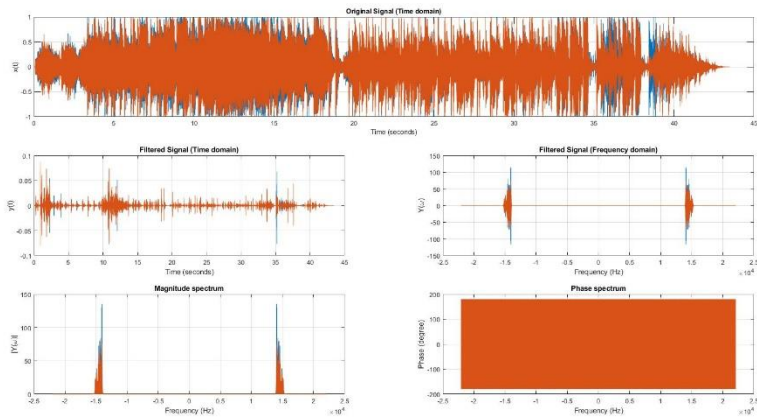 Original Signal (Time domain)
1
0.5
x(t)
0
-0.5
-1
0 5 10 15 20 25 30 35 40 45
Time (seconds)
Filtered Signal (Time domain)
0.1
0.05
y(t)
0
-0.05
-0.1
0 5 10 15 20 25 30 35 40 45
Time (seconds)
Filtered Signal (Frequency domain)
150
100
50
Y(ω)
0
-50
-100
-150
-2.5 -2 -1.5 -1 -0.5 0 0.5 1 1.5 2 2.5
Frequency (Hz)
× 10⁴
Magnitude spectrum
150
100
|Y(ω)|
50
0
-2.5 -2 -1.5 -1 -0.5 0 0.5 1 1.5 2 2.5
Frequency (Hz)
× 10⁴
Phase spectrum
200
100
Phase (degree)
0
-100
-200
-2.5 -2 -1.5 -1 -0.5 0 0.5 1 1.5 2 2.5
Frequency (Hz)
× 10⁴